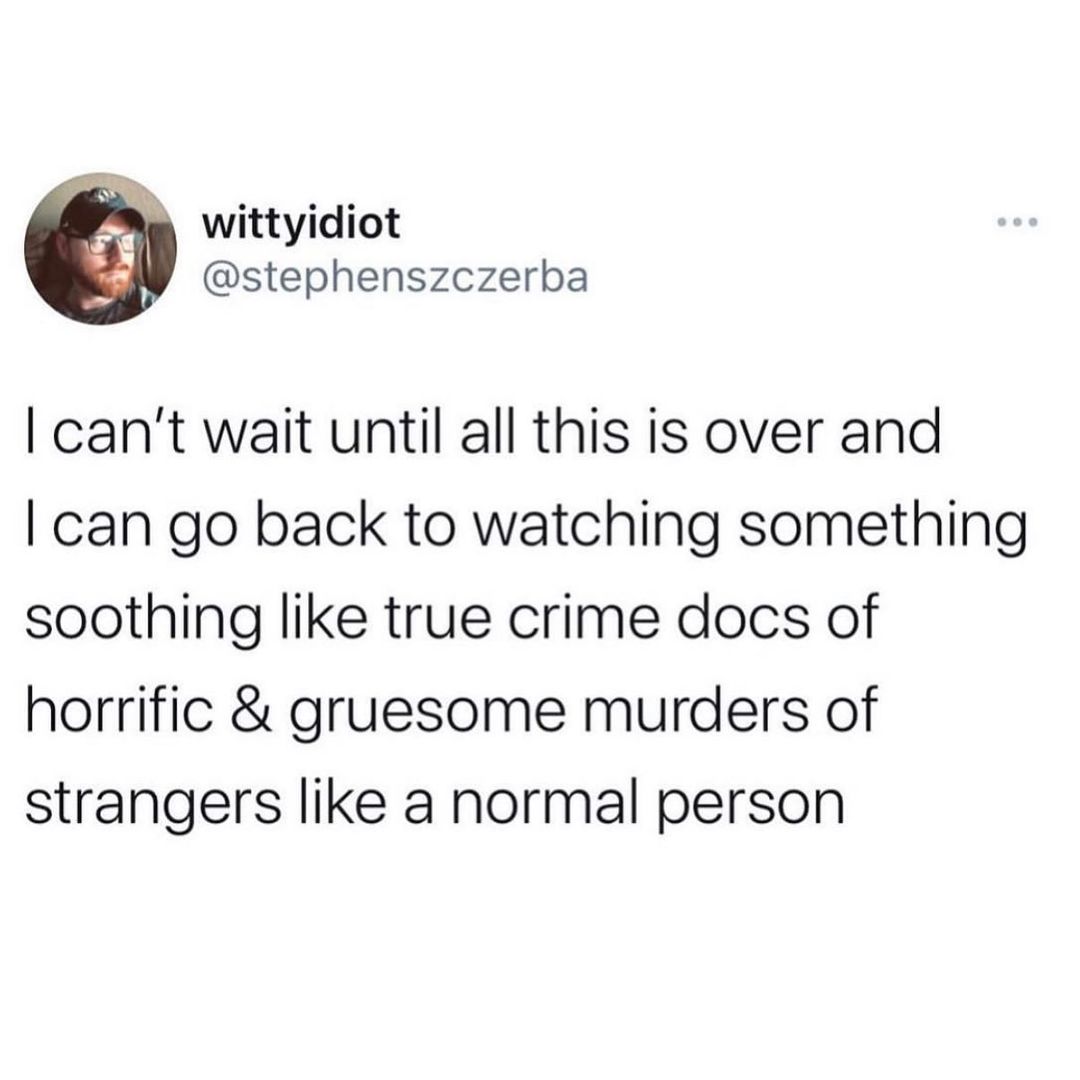 wittyidiot
@stephenszczerba
I can't wait until all this is over and
I can go back to watching something
soothing like true crime docs of
horrific & gruesome murders of
strangers like a normal person